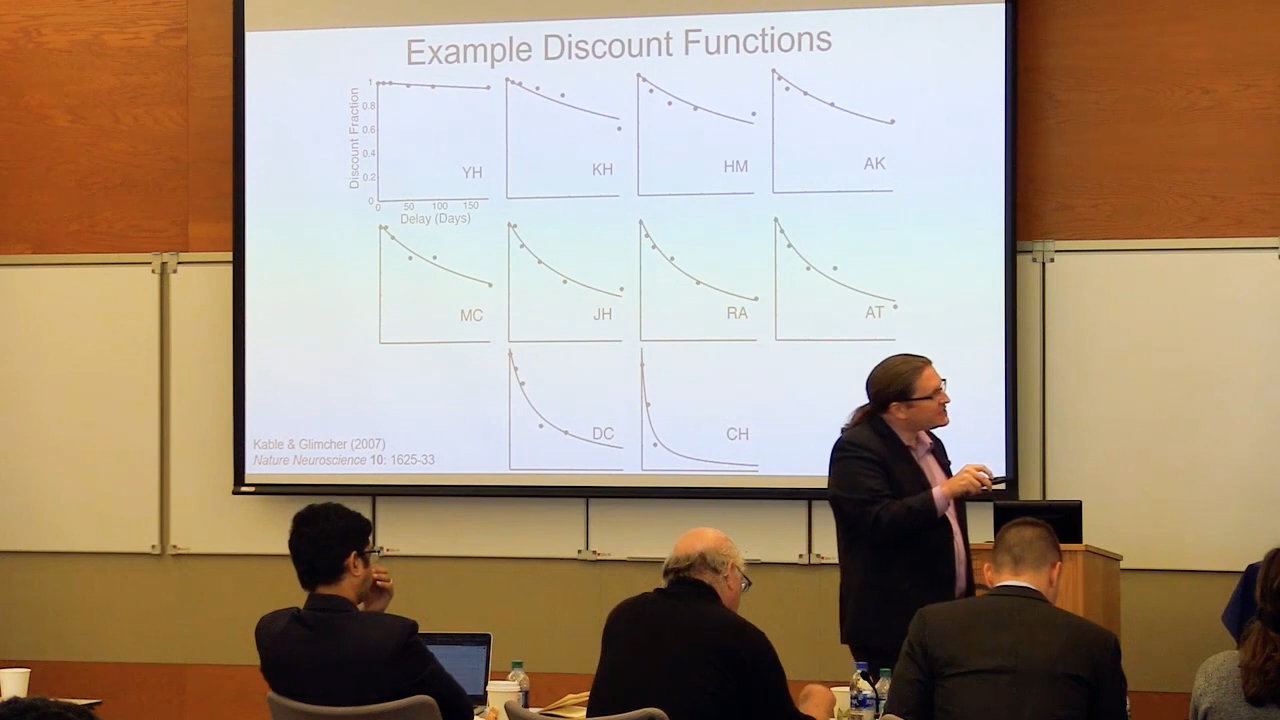 Example Discount Functions
Discount Fraction
1
0.8
0.6
0.4
0.2
0
0 50 100 150
Delay (Days)
YH
KH
HM
AK
MC
JH
RA
AT
DC
CH
Kable & Glimcher (2007)
Nature Neuroscience 10: 1625-33